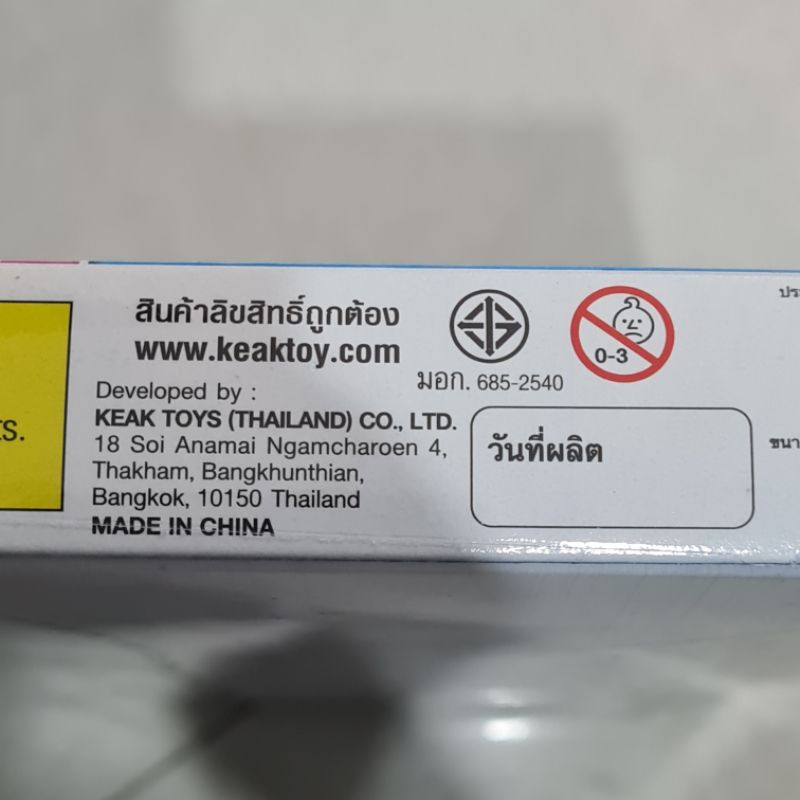 สินค้าลิขสิทธิ์ถูกต้อง
www.keaktoy.com
Developed by :
KEAK TOYS (THAILAND) CO., LTD.
18 Soi Anamai Ngamcharoen 4,
Thakham, Bangkhunthian,
Bangkok, 10150 Thailand
MADE IN CHINA
มอก. 685-2540
0-3
วันที่ผลิต